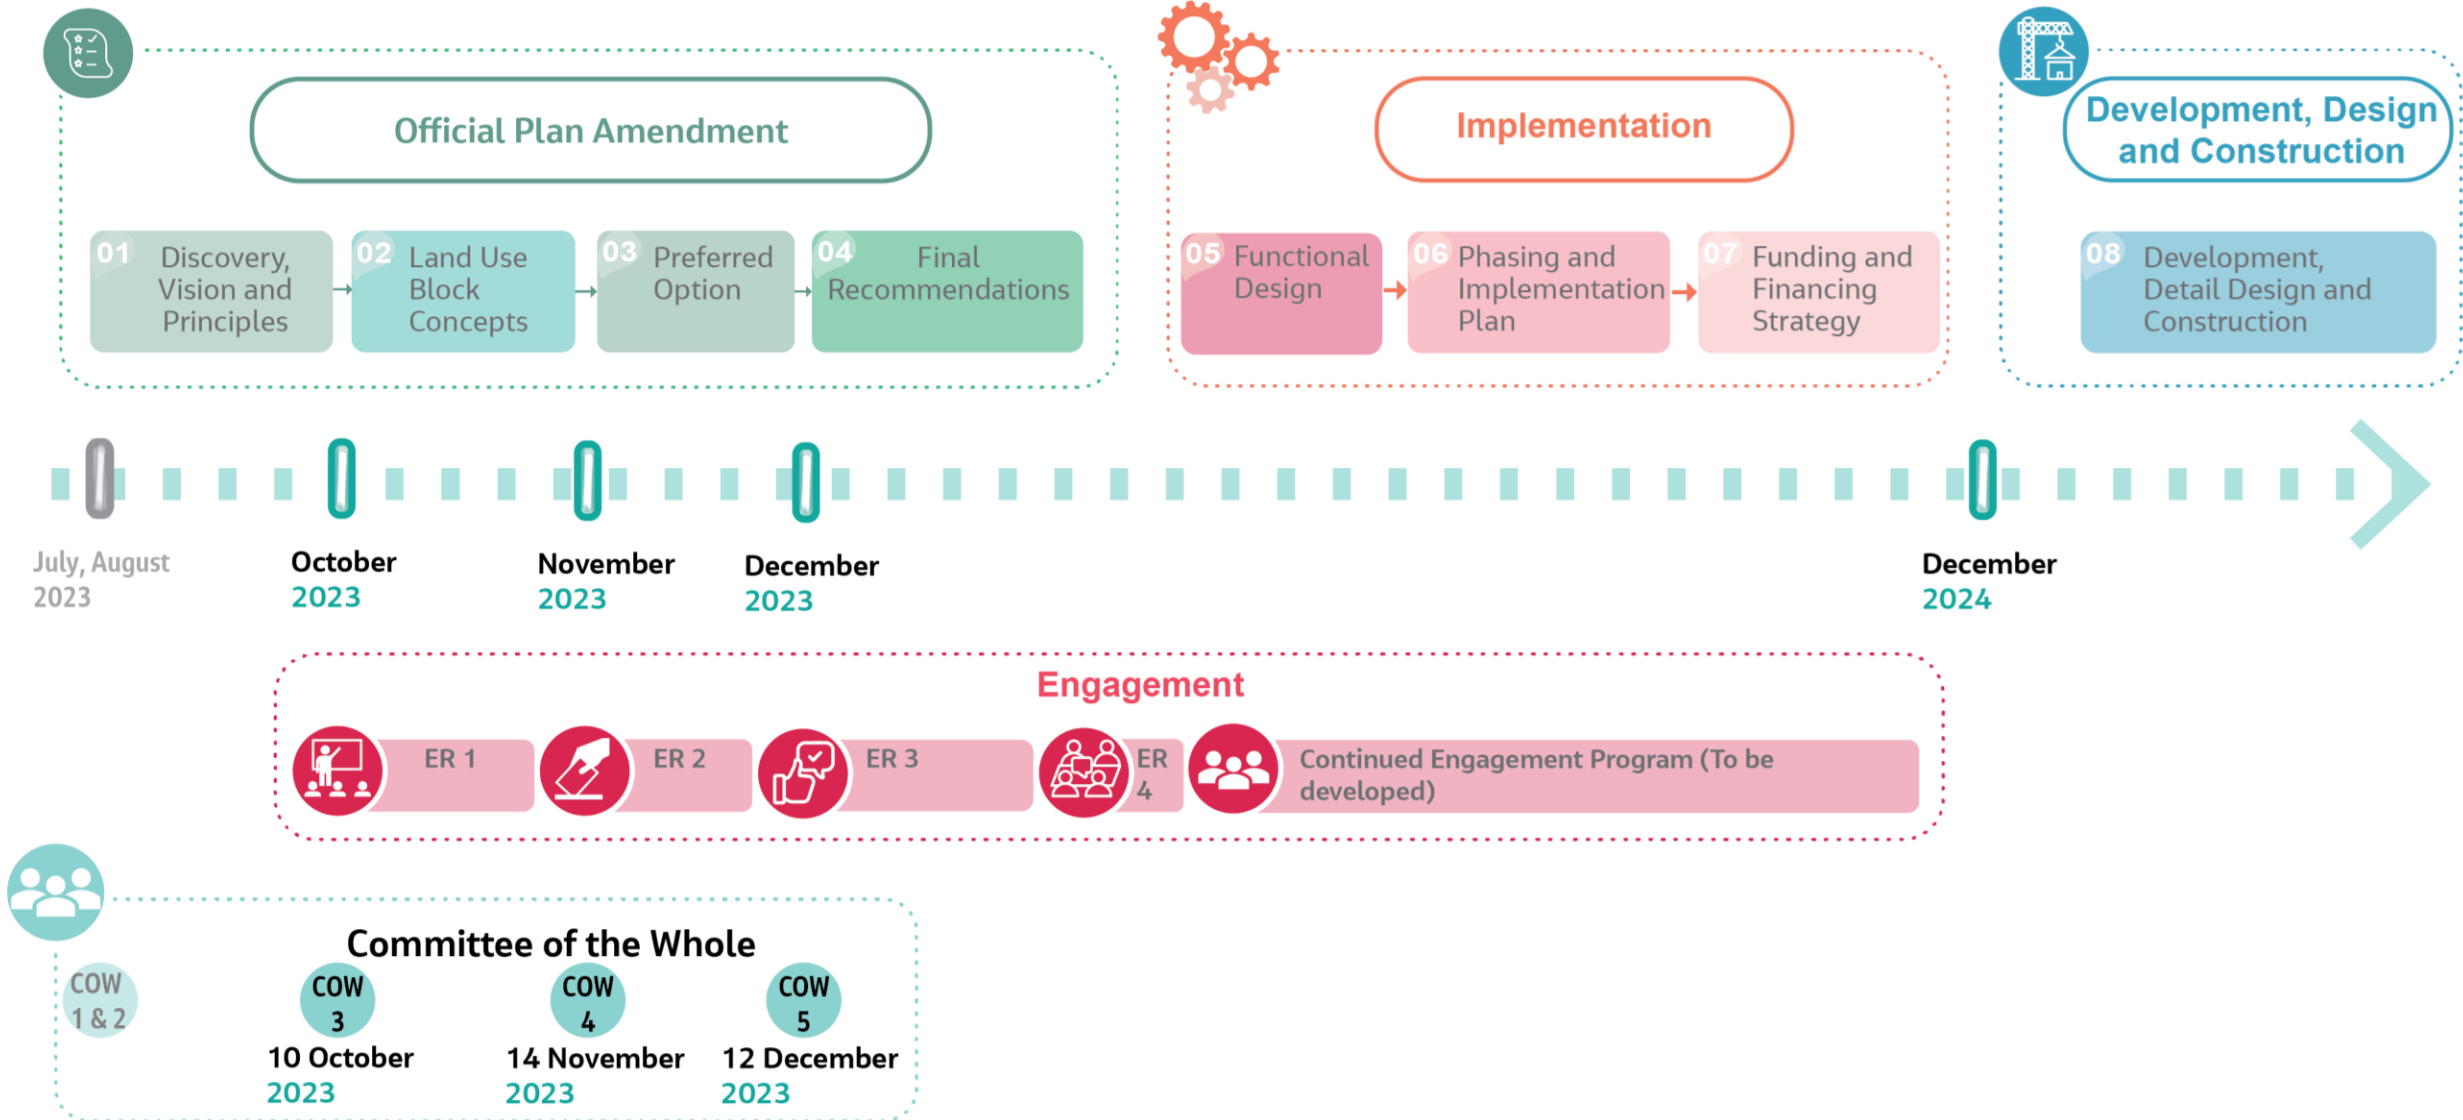 Official Plan Amendment
01
Discovery,
Vision and
Principles
02
Land Use
Block
Concepts
03
Preferred
Option
04
Final
Recommendations
Implementation
05
Functional
Design
06
Phasing and
Implementation
Plan
07
Funding and
Financing
Strategy
Development, Design
and Construction
08
Development,
Detail Design and
Construction
July, August
2023
October
2023
November
2023
December
2023
December
2024
Engagement
ER 1
ER 2
ER 3
ER
4
Continued Engagement Program (To be
developed)
Committee of the Whole
COW
1 & 2
COW
3
10 October
2023
COW
4
14 November
2023
COW
5
12 December
2023